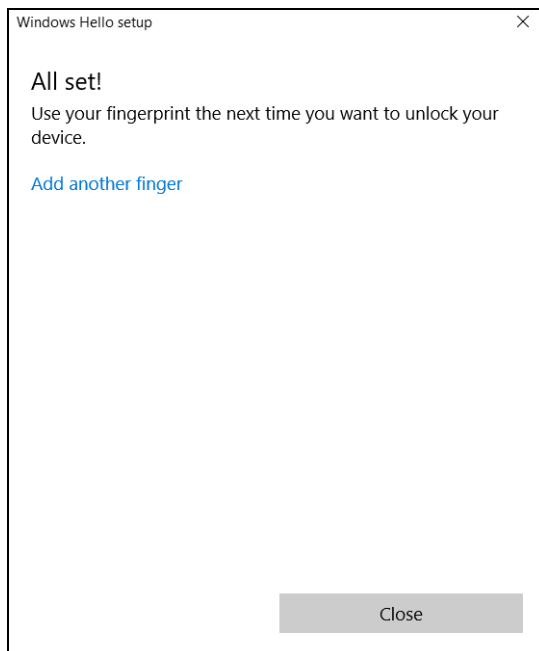 Windows Hello setup
All set!
Use your fingerprint the next time you want to unlock your
device.
Add another finger
Close